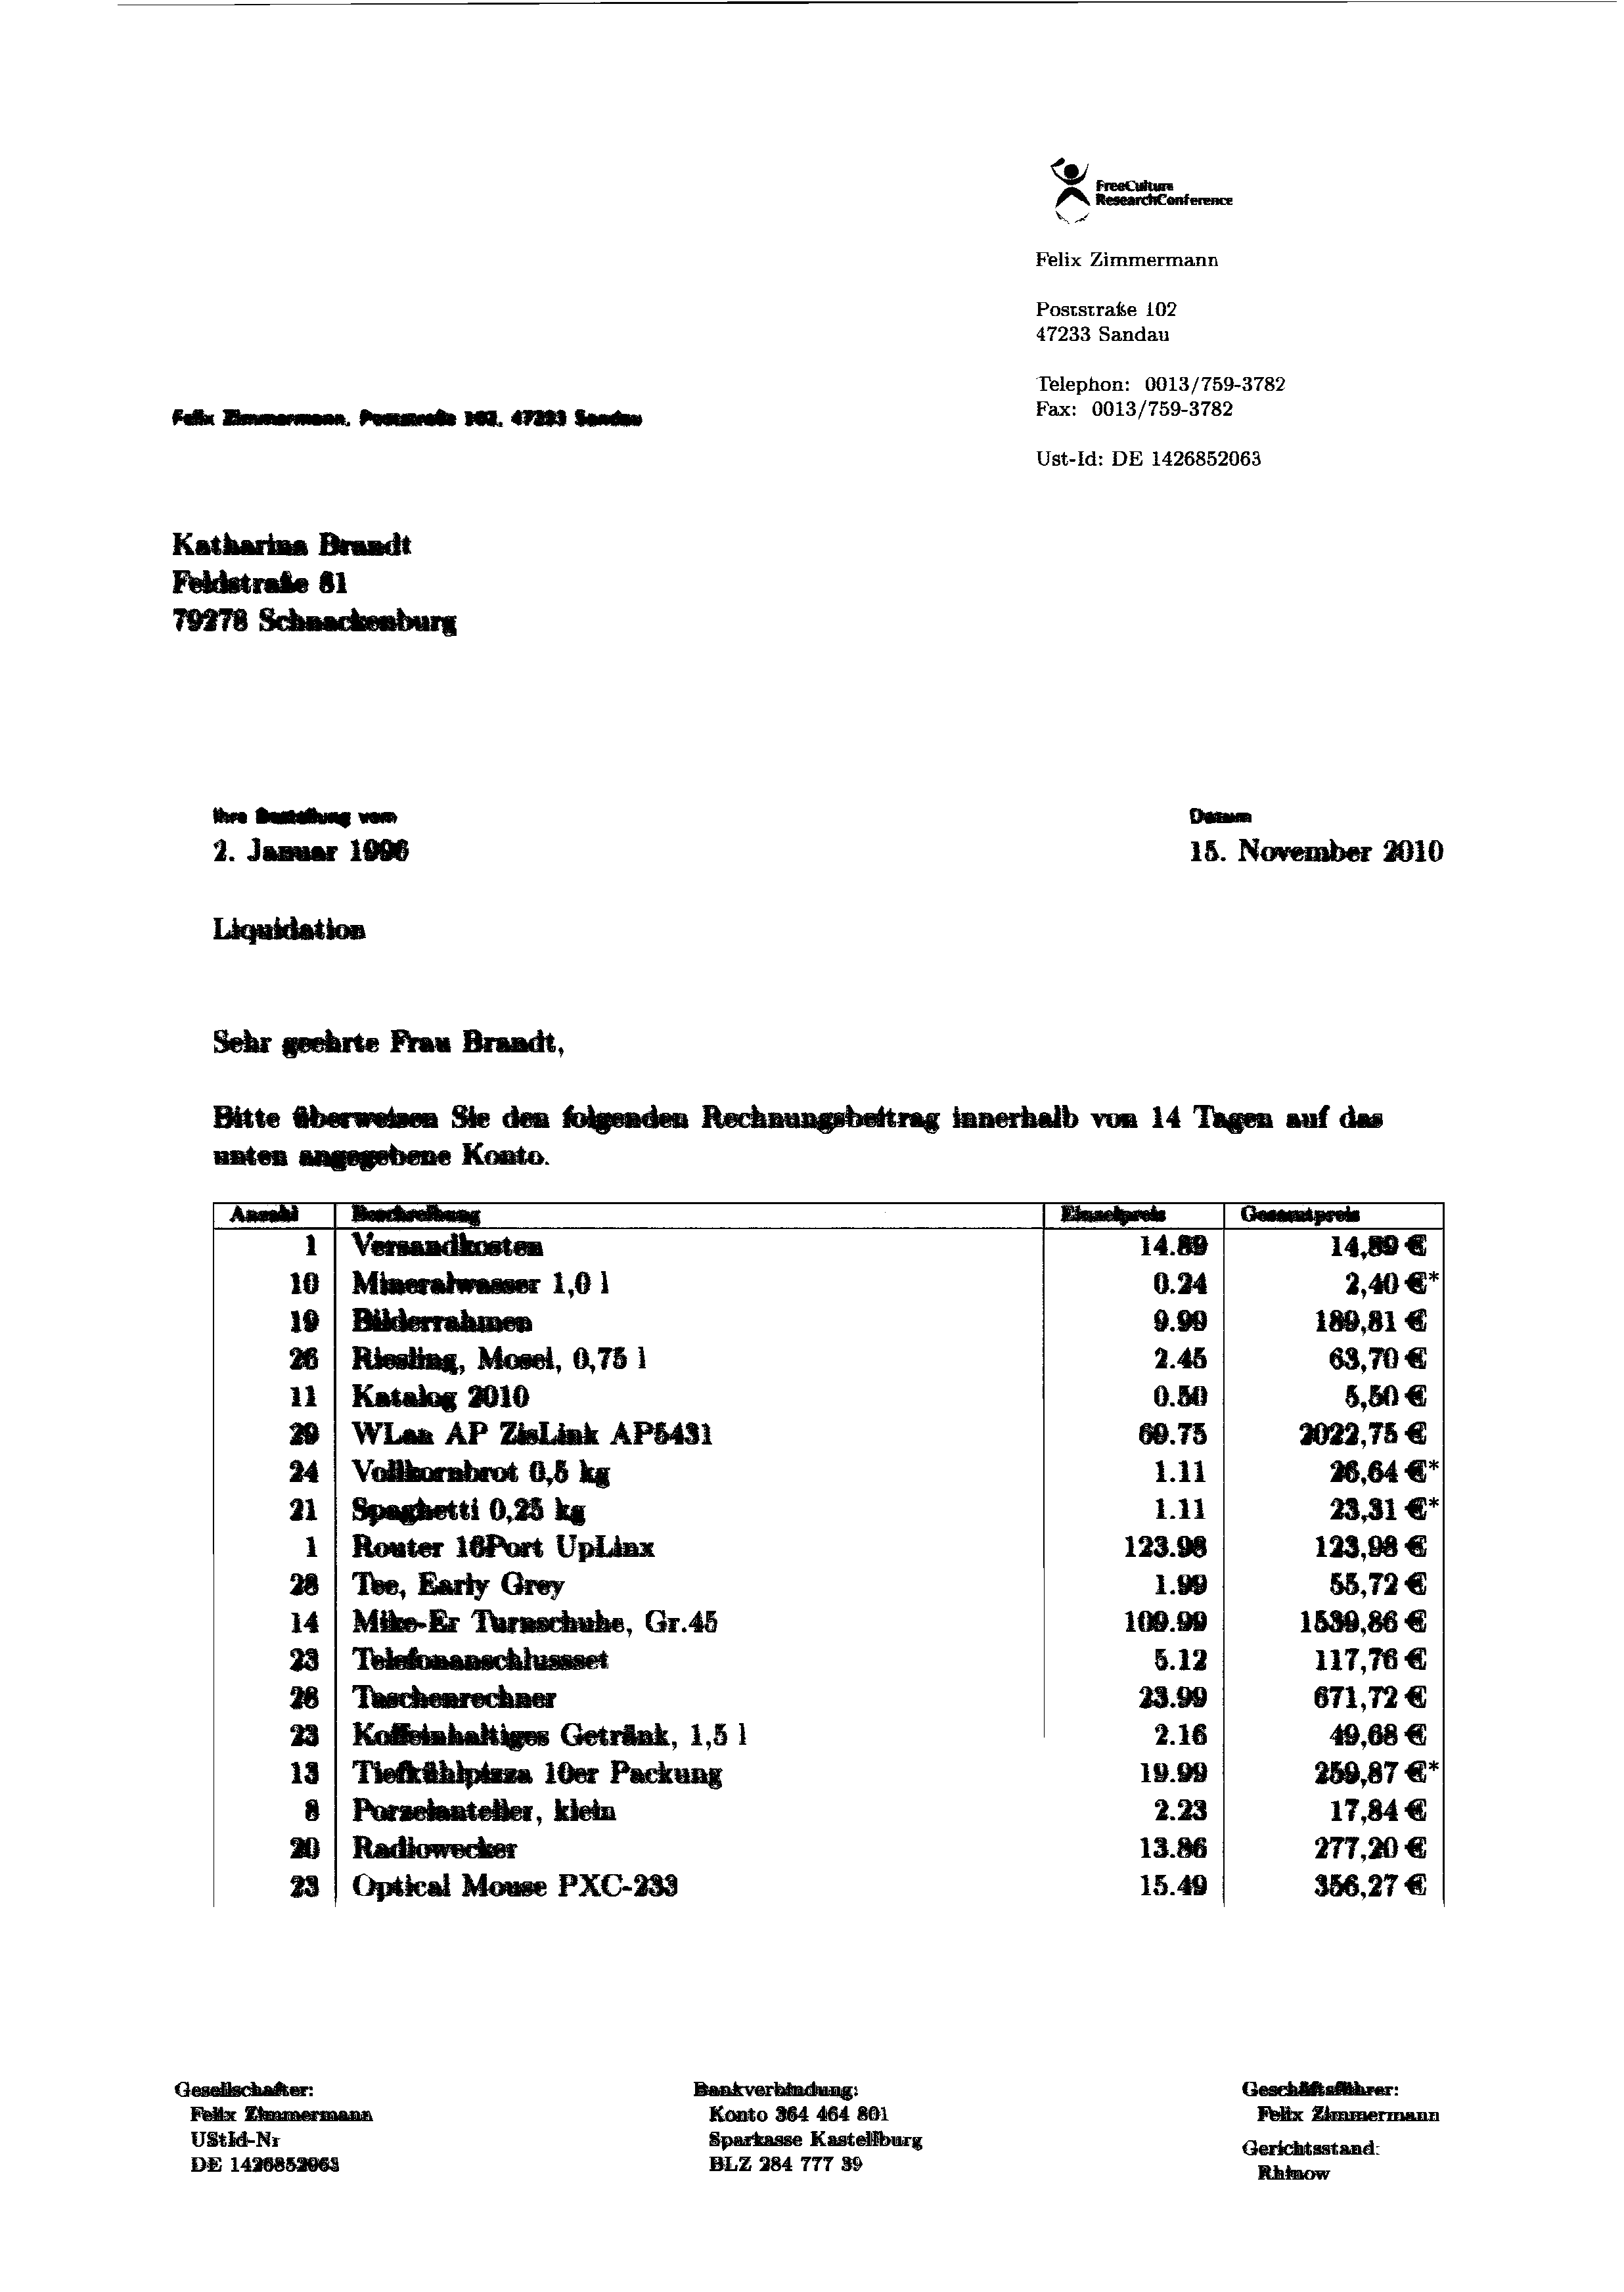 FreeCulture
ResearchConference
Felix Zimmermann
Poststraße 102
47233 Sandau
Telephon: 0013/759-3782
Fax: 0013/759-3782
Ust-Id: DE 1426852063
Felix Zimmermann, Poststraße 102, 47233 Sandau
Katharina Brandt
Feldstraße 81
79278 Schnackenburg
Ihre Bestellung vom Datum
2. Januar 1996 15. November 2010
Liquidation
Sehr geehrte Frau Brandt,
Bitte überweisen Sie den folgenden Rechnungsbeitrag innerhalb von 14 Tagen auf das
unten angegebene Konto.
Anzahl Beschreibung Einzelpreis Gesamtpreis
1 Versandkosten 14.89 14,89 €
10 Mineralwasser 1,0 l 0.24 2,40 €*
19 Bilderrahmen 9.99 189,81 €
26 Riesling, Mosel, 0,75 l 2.45 63,70 €
11 Katalog 2010 0.50 5,50 €
29 WLan AP ZisLink AP5431 69.75 2022,75 €
24 Vollkornbrot 0,5 kg 1.11 26,64 €*
21 Spaghetti 0,25 kg 1.11 23,31 €*
1 Router 16Port UpLinx 123.98 123,98 €
28 Tee, Early Grey 1.99 55,72 €
14 Mike-Er Turnschuhe, Gr.45 109.99 1539,86 €
23 Telefonanschlussset 5.12 117,76 €
28 Taschenrechner 23.99 671,72 €
23 Koffeinhaltiges Getränk, 1,5 l 2.16 49,68 €
13 Tiefkühlpizza 10er Packung 19.99 259,87 €*
8 Porzelanteller, klein 2.23 17,84 €
20 Radiowecker 13.86 277,20 €
23 Optical Mouse PXC-233 15.49 356,27 €
Gesellschafter:
Felix Zimmermann
UStId-Nr
DE 1426852063
Bankverbindung:
Konto 364 464 801
Sparkasse Kastellburg
BLZ 284 777 39
Geschäftsführer:
Felix Zimmermann
Gerichtsstand:
Rhinow